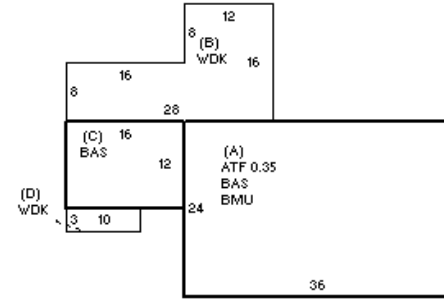 12
8
(B)
WDK
16
16
8
28
(C) 16
BAS
12
(A)
ATF 0.35
BAS
BMU
(D)
WDK
3 10
24
36